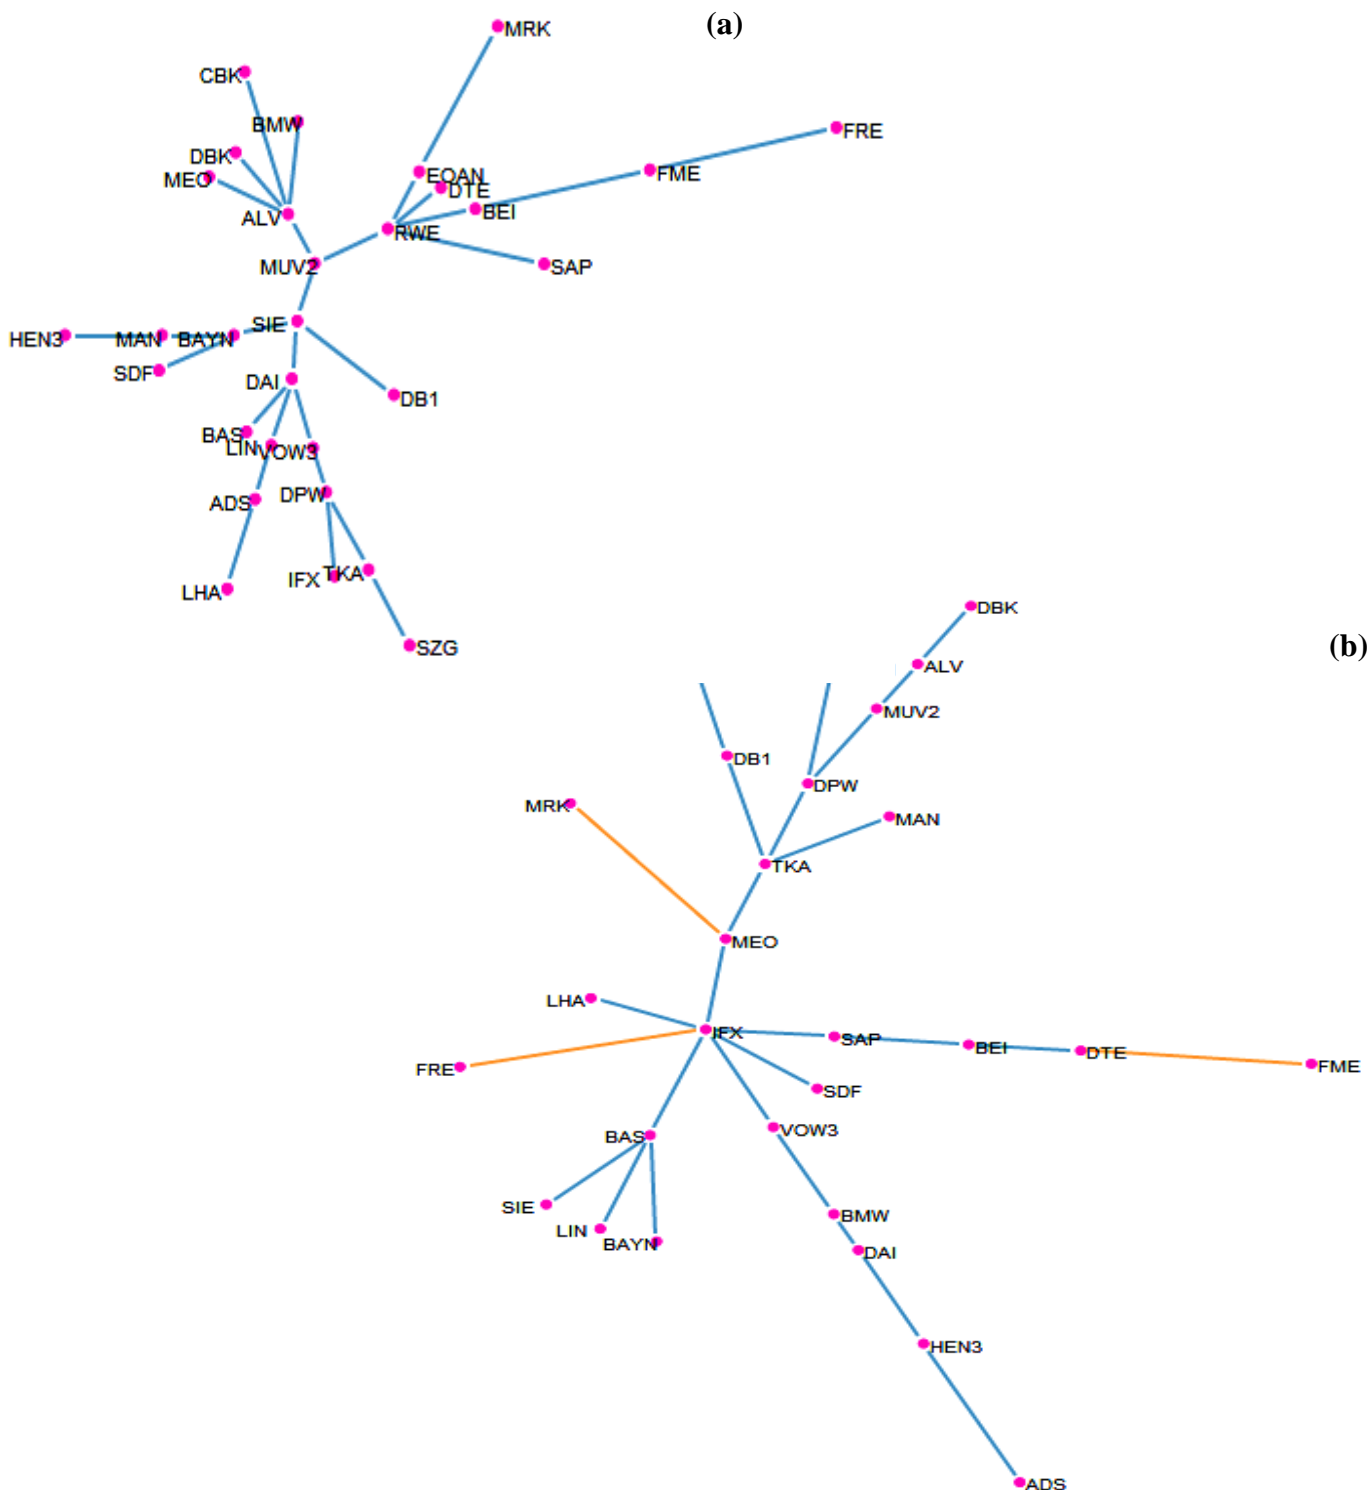 (a)
MRK
CBK
BMW
FRE
DBK
MEO
EOAN
FME
DTE
BEI
ALV
RWE
MUV2
SAP
SIE
HEN3
MAN
BAYN
SDF
DAI
DB1
BAS
LIN
VOW3
ADS
DPW
LHA
IFX
TKA
SZG
(b)
DBK
ALV
MUV2
DB1
DPW
MRK
MAN
TKA
MEO
LHA
IFX
SAP
BEI
DTE
FME
FRE
SDF
BAS
VOW3
SIE
BMW
LIN
BAYN
DAI
HEN3
ADS